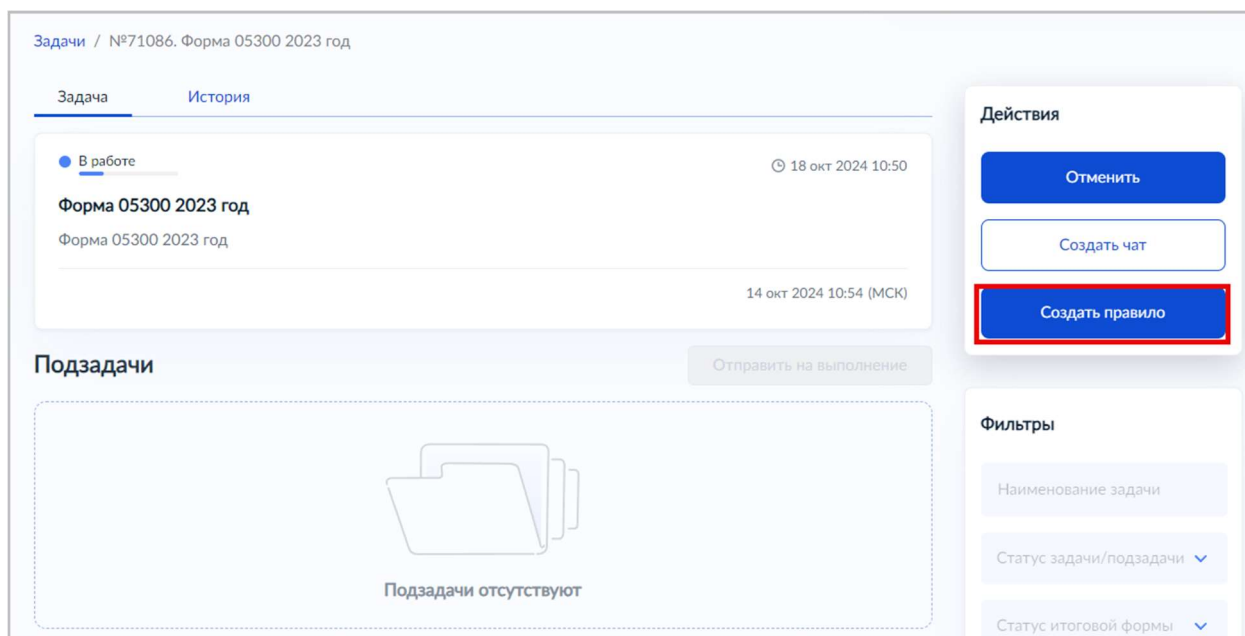 Задачи / №71086. Форма 05300 2023 год
Задача История
В работе 18 окт 2024 10:50
Форма 05300 2023 год
Форма 05300 2023 год
14 окт 2024 10:54 (МСК)
Подзадачи Отправить на выполнение
Подзадачи отсутствуют
Действия
Отменить
Создать чат
Создать правило
Фильтры
Наименование задачи
Статус задачи/подзадачи
Статус итоговой формы